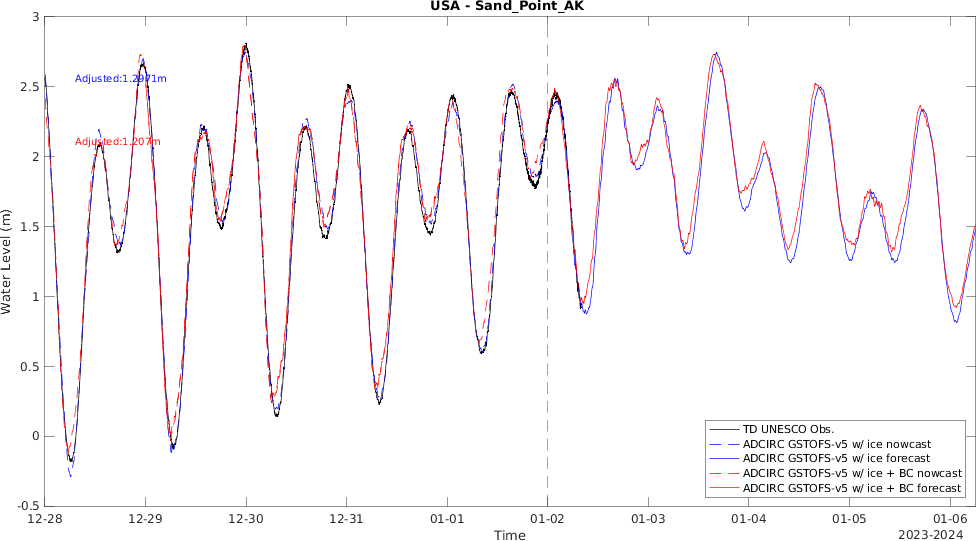 USA - Sand_Point_AK
3
2.5
2
1.5
1
0.5
0
-0.5
Water Level (m)
Adjusted:1.2971m
Adjusted:1.207m
TD UNESCO Obs.
ADCIRC GSTOFS-v5 w/ ice nowcast
ADCIRC GSTOFS-v5 w/ ice forecast
ADCIRC GSTOFS-v5 w/ ice + BC nowcast
ADCIRC GSTOFS-v5 w/ ice + BC forecast
12-28 12-29 12-30 12-31 01-01 01-02 01-03 01-04 01-05 01-06
Time
2023-2024